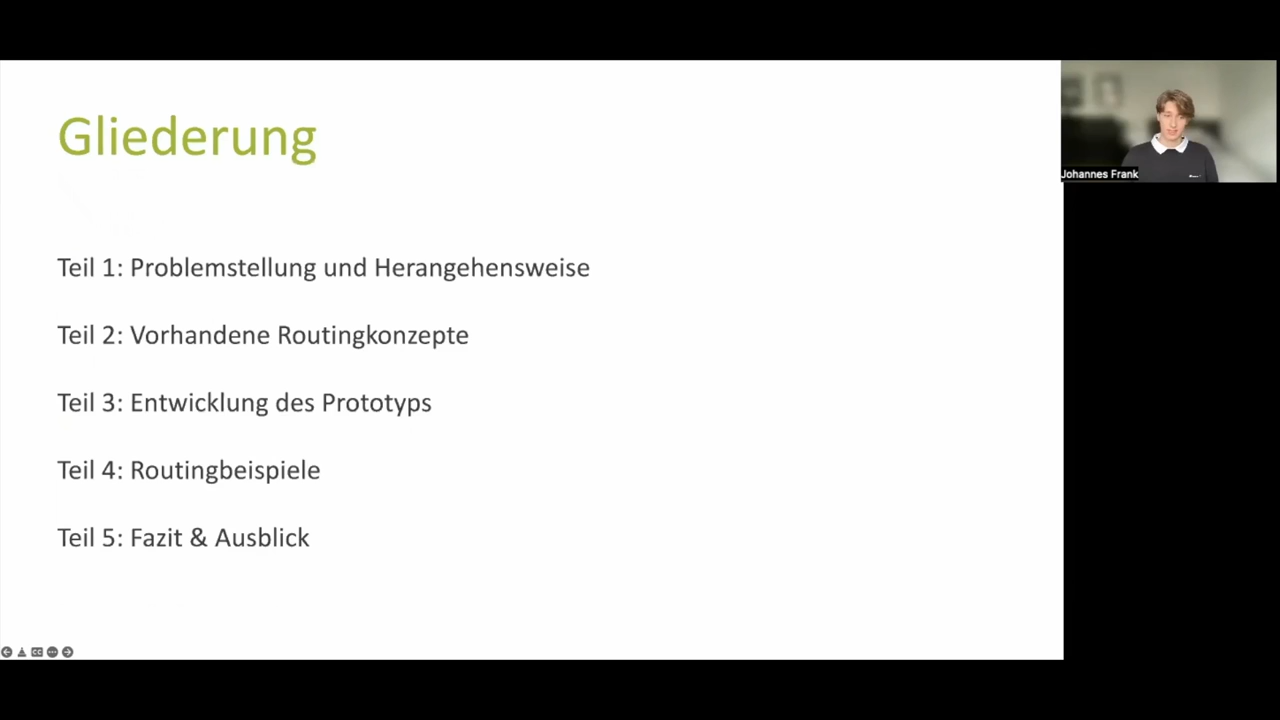 Gliederung
Teil 1: Problemstellung und Herangehensweise
Teil 2: Vorhandene Routingkonzepte
Teil 3: Entwicklung des Prototyps
Teil 4: Routingbeispiele
Teil 5: Fazit & Ausblick
Johannes Frank